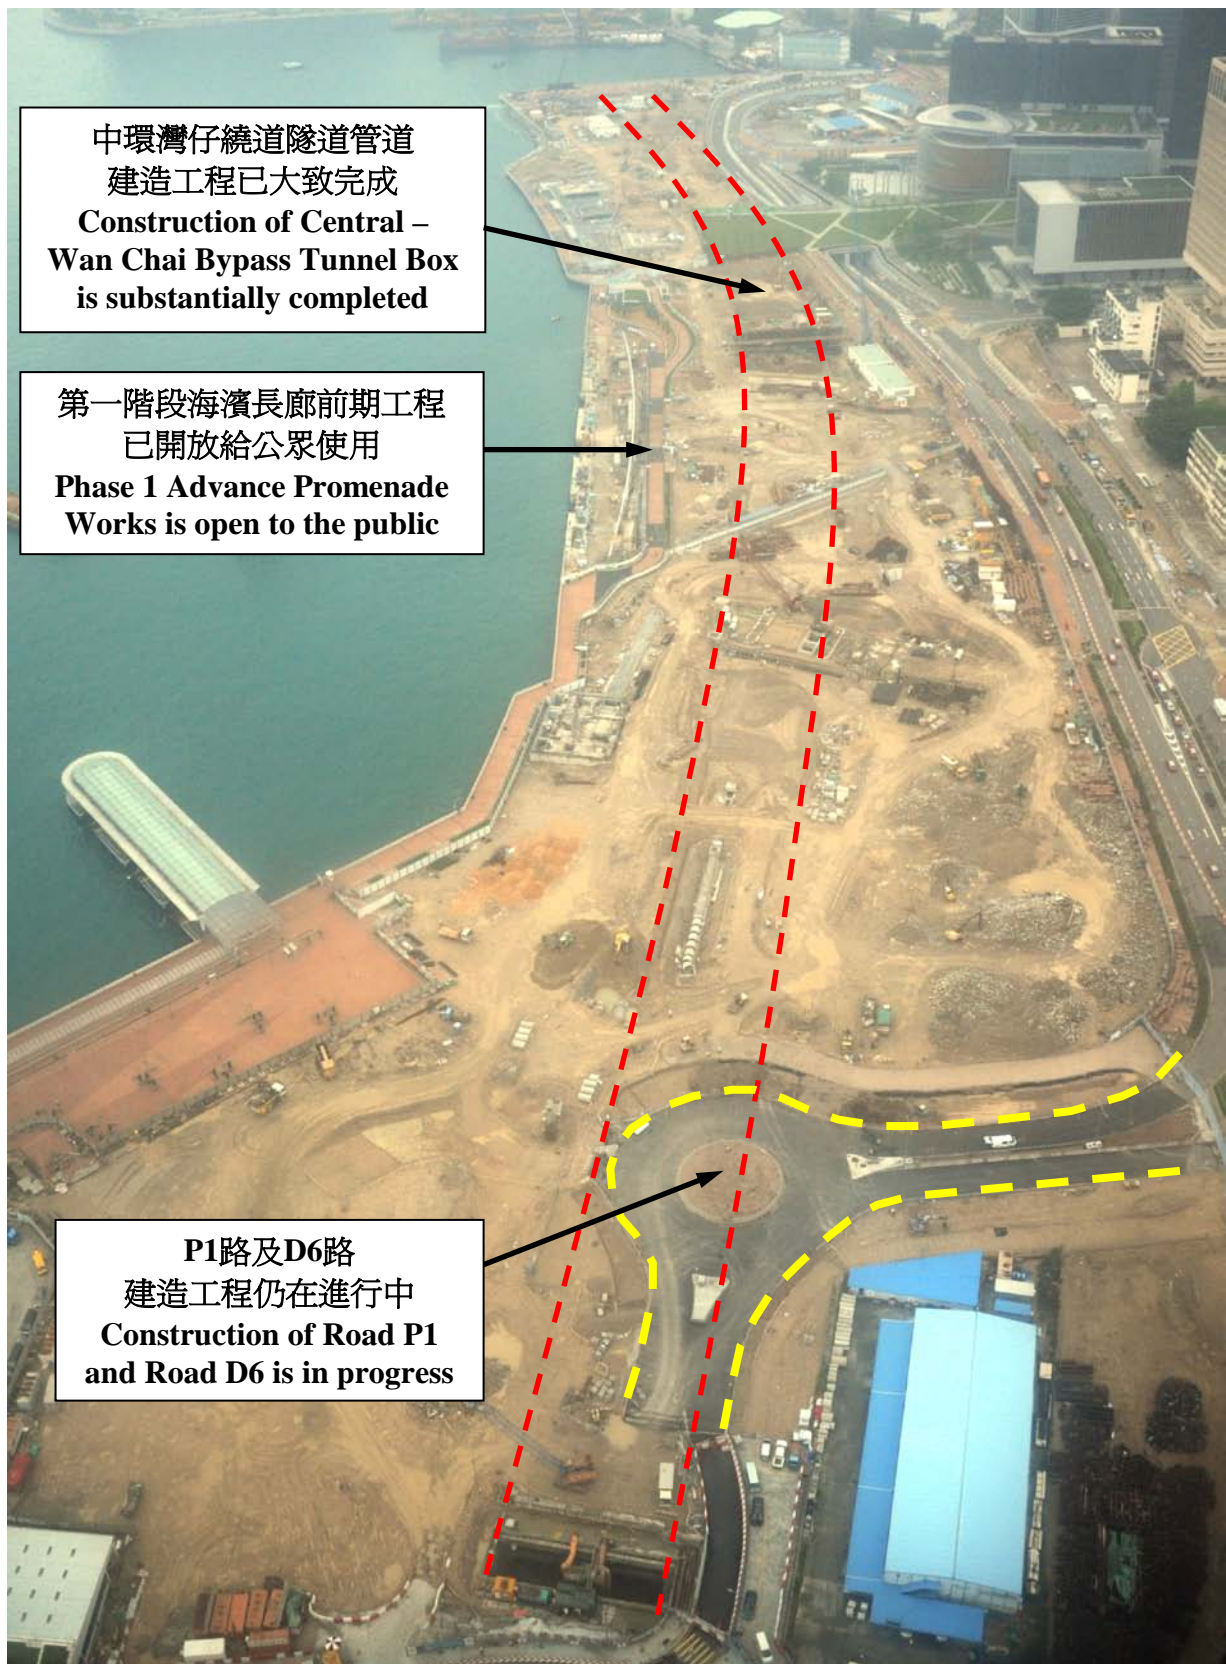 中環灣仔繞道隧道管道
建造工程已大致完成
Construction of Central –
Wan Chai Bypass Tunnel Box
is substantially completed
第一階段海濱長廊前期工程
已開放給公眾使用
Phase 1 Advance Promenade
Works is open to the public
P1路及D6路
建造工程仍在進行中
Construction of Road P1
and Road D6 is in progress